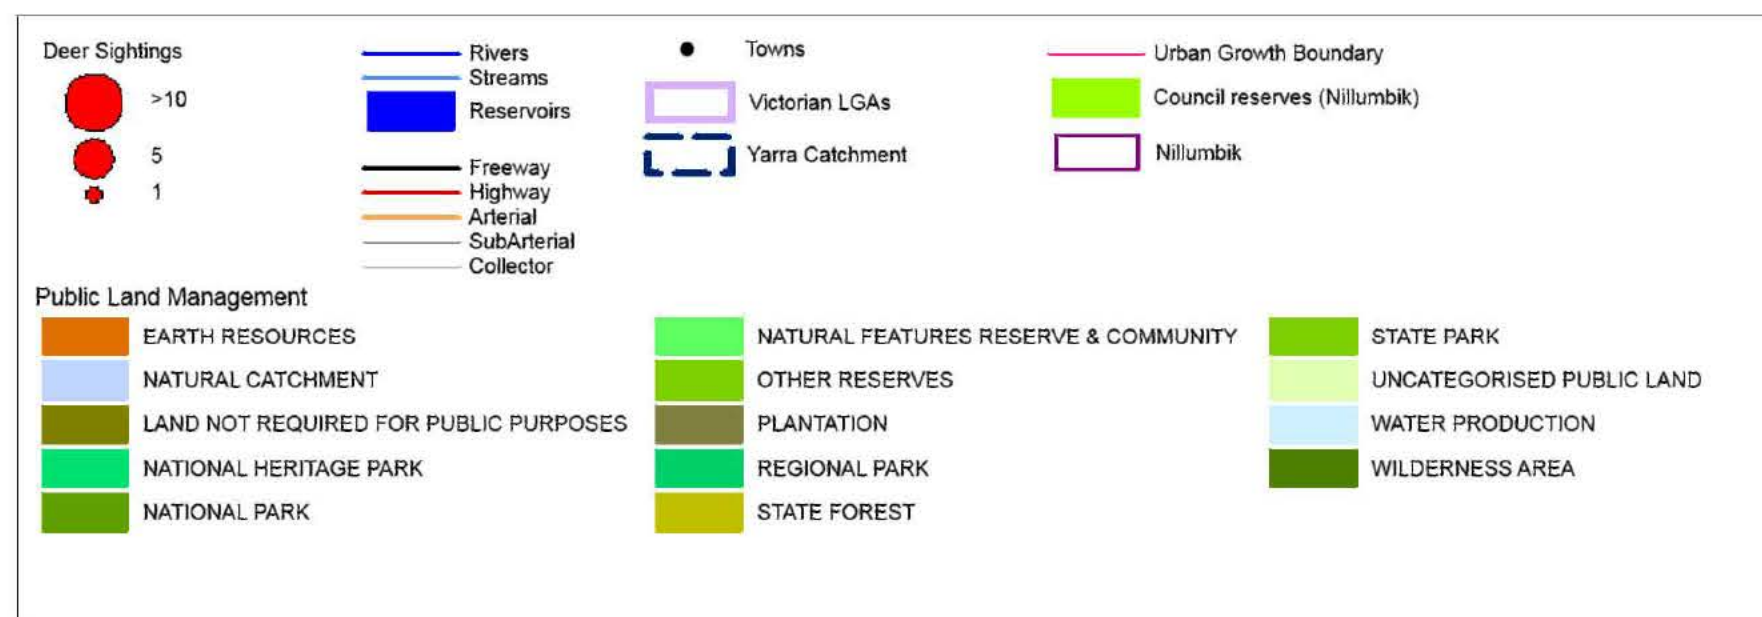 Deer Sightings
>10
5
1
Rivers
Streams
Reservoirs
Freeway
Highway
Arterial
SubArterial
Collector
Towns
Victorian LGAs
Yarra Catchment
Urban Growth Boundary
Council reserves (Nillumbik)
Nillumbik
Public Land Management
EARTH RESOURCES
NATURAL CATCHMENT
LAND NOT REQUIRED FOR PUBLIC PURPOSES
NATIONAL HERITAGE PARK
NATIONAL PARK
NATURAL FEATURES RESERVE & COMMUNITY
OTHER RESERVES
PLANTATION
REGIONAL PARK
STATE FOREST
STATE PARK
UNCATEGORISED PUBLIC LAND
WATER PRODUCTION
WILDERNESS AREA